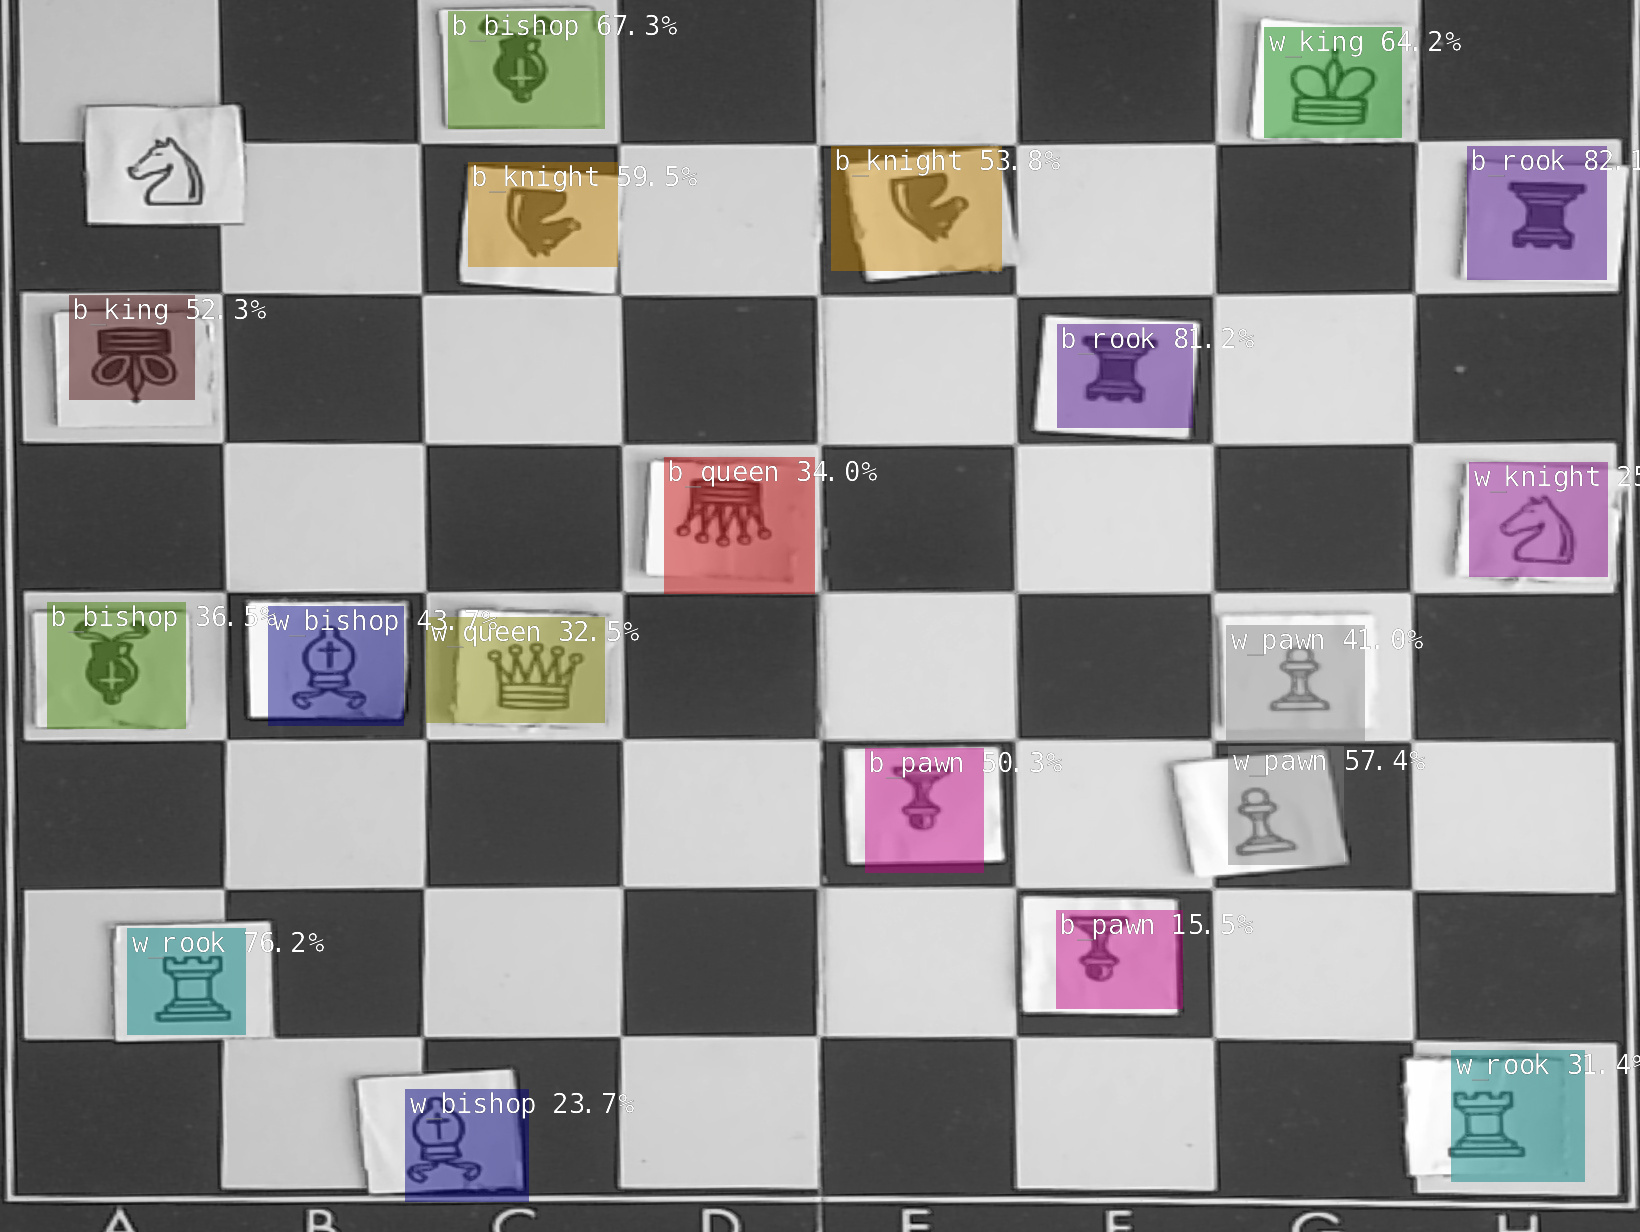 b_bishop 67.3%
w_king 64.2%
b_knight 59.5%
b_knight 53.8%
b_rook 82.1
b_king 52.3%
b_rook 81.2%
b_queen 34.0%
w_knight 25
b_bishop 36.5%
w_bishop 43.7%
w_queen 32.5%
w_pawn 41.0%
b_pawn 50.3%
w_pawn 57.4%
b_pawn 15.5%
w_rook 76.2%
w_rook 31.4%
w_bishop 23.7%
A B C D E F G H